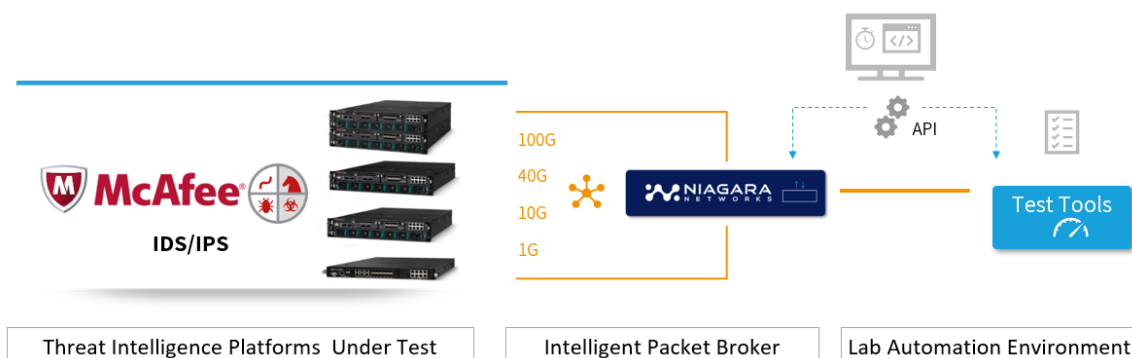 </>
API
100G
40G
10G
1G
M McAfee®
IDS/IPS
NIAGARA
NETWORKS
Test Tools
Threat Intelligence Platforms Under Test
Intelligent Packet Broker
Lab Automation Environment